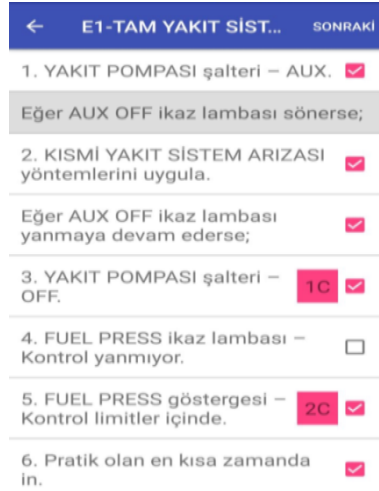 ← E1-TAM YAKIT SİST... SONRAKİ
1. YAKIT POMPASI şalteri – AUX.
Eğer AUX OFF ikaz lambası sönerse;
2. KISMİ YAKIT SİSTEM ARIZASI
yöntemlerini uygula.
Eğer AUX OFF ikaz lambası
yanmaya devam ederse;
3. YAKIT POMPASI şalteri –
OFF.
1C
4. FUEL PRESS ikaz lambası –
Kontrol yanmıyor.
5. FUEL PRESS göstergesi –
Kontrol limitler içinde.
2C
6. Pratik olan en kısa zamanda
in.